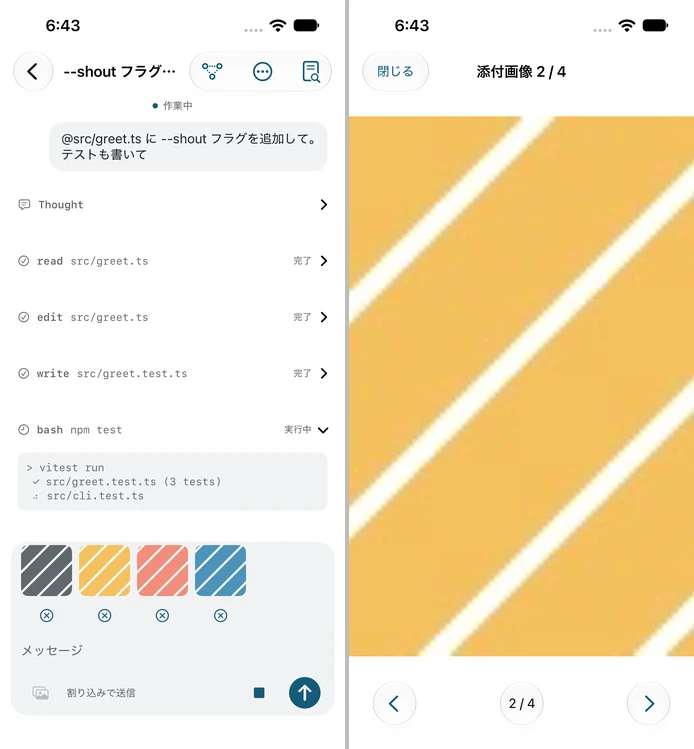 6:43
--shout フラグ…
作業中
@src/greet.ts に --shout フラグを追加して。
テストも書いて
Thought
read src/greet.ts 完了
edit src/greet.ts 完了
write src/greet.test.ts 完了
bash npm test 実行中
> vitest run
✓ src/greet.test.ts (3 tests)
src/cli.test.ts
メッセージ
割り込みで送信
6:43
閉じる
添付画像 2 / 4
2 / 4